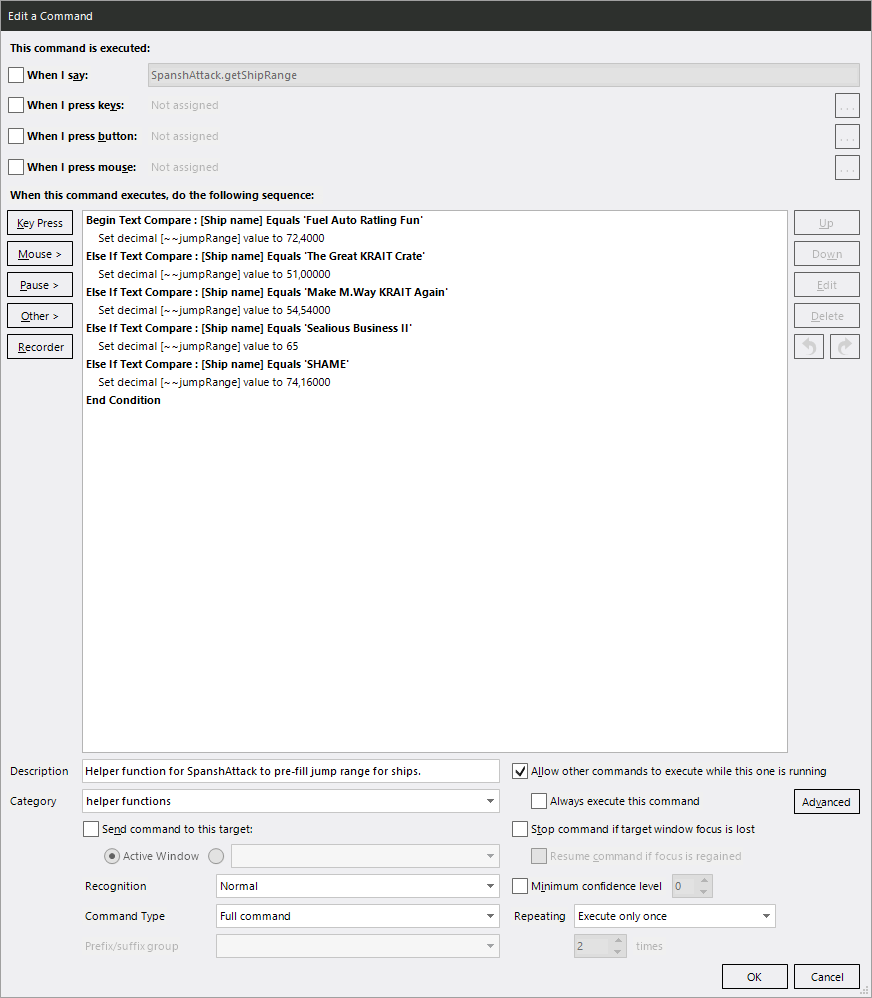 Edit a Command
This command is executed:
When I say: SpanshAttack.getShipRange
When I press keys: Not assigned ...
When I press button: Not assigned ...
When I press mouse: Not assigned ...
When this command executes, do the following sequence:
Key Press
Mouse >
Pause >
Other >
Recorder
Begin Text Compare : [Ship name] Equals 'Fuel Auto Ratling Fun'
Set decimal [~~jumpRange] value to 72,4000
Else If Text Compare : [Ship name] Equals 'The Great KRAIT Crate'
Set decimal [~~jumpRange] value to 51,00000
Else If Text Compare : [Ship name] Equals 'Make M.Way KRAIT Again'
Set decimal [~~jumpRange] value to 54,54000
Else If Text Compare : [Ship name] Equals 'Sealious Business II'
Set decimal [~~jumpRange] value to 65
Else If Text Compare : [Ship name] Equals 'SHAME'
Set decimal [~~jumpRange] value to 74,16000
End Condition
Up
Down
Edit
Delete
Description Helper function for SpanshAttack to pre-fill jump range for ships.
Allow other commands to execute while this one is running
Category helper functions
Always execute this command
Advanced
Send command to this target:
Stop command if target window focus is lost
Active Window
Resume command if focus is regained
Recognition Normal
Minimum confidence level 0
Command Type Full command
Repeating Execute only once
Prefix/suffix group
2 times
OK
Cancel